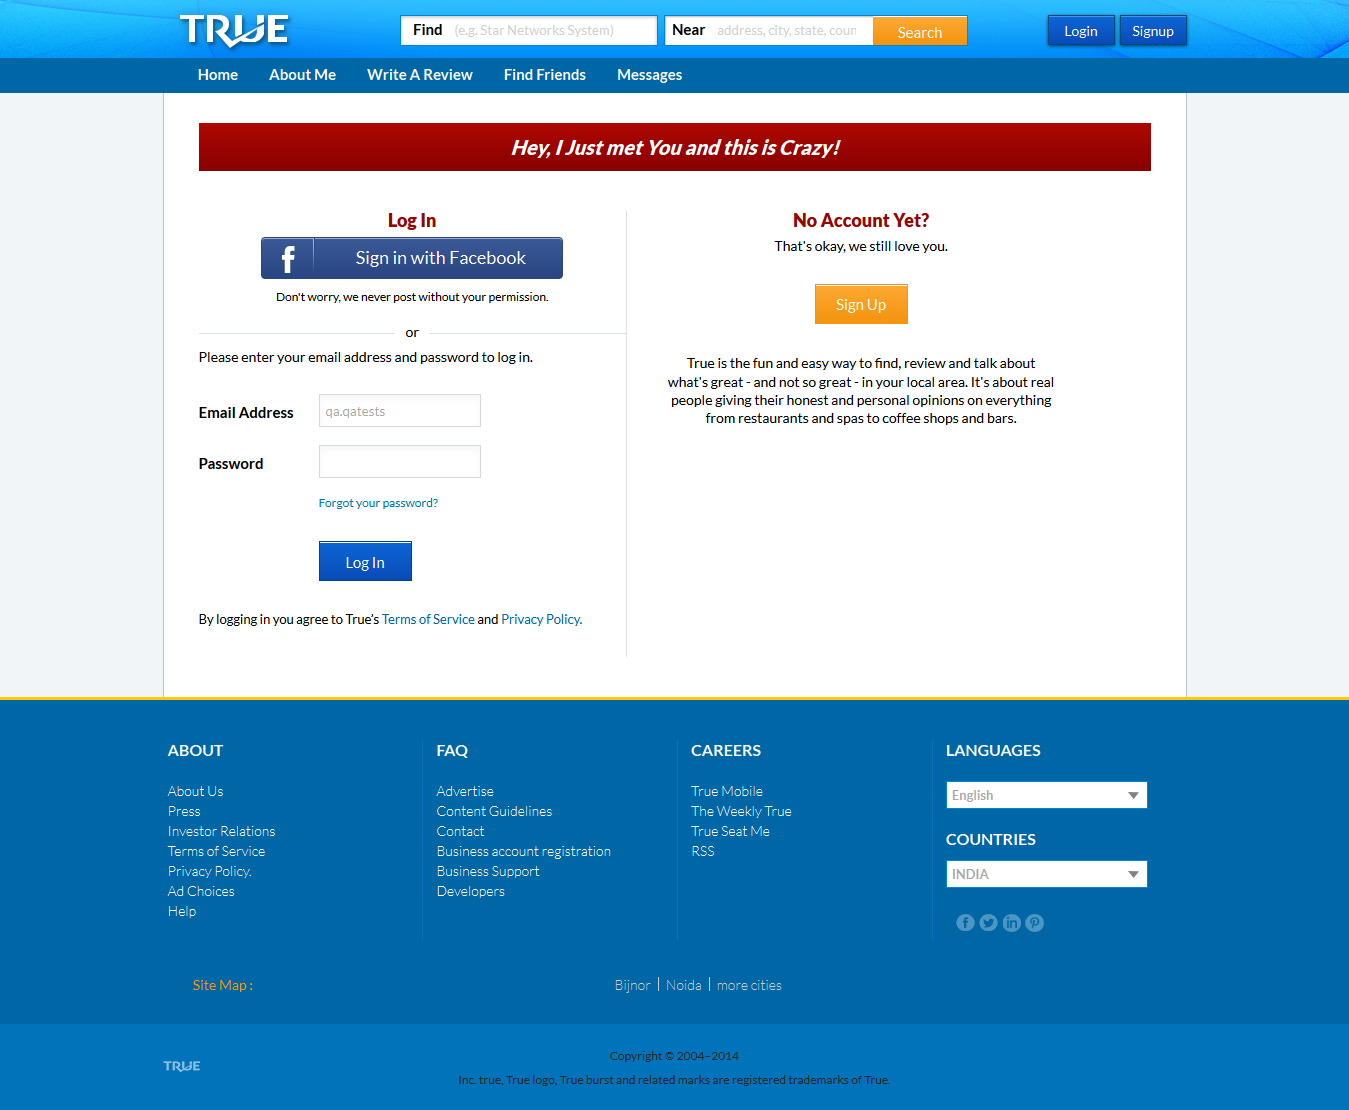 TRUE
Find (e.g. Star Networks System) Near address, city, state, coun Search Login Signup
Home About Me Write A Review Find Friends Messages
Hey, I Just met You and this is Crazy!
Log In
Sign in with Facebook
Don't worry, we never post without your permission.
or
Please enter your email address and password to log in.
Email Address qa.qatests
Password
Forgot your password?
Log In
By logging in you agree to True's Terms of Service and Privacy Policy.
No Account Yet?
That's okay, we still love you.
Sign Up
True is the fun and easy way to find, review and talk about
what's great - and not so great - in your local area. It's about real
people giving their honest and personal opinions on everything
from restaurants and spas to coffee shops and bars.
ABOUT
About Us
Press
Investor Relations
Terms of Service
Privacy Policy.
Ad Choices
Help
FAQ
Advertise
Content Guidelines
Contact
Business account registration
Business Support
Developers
CAREERS
True Mobile
The Weekly True
True Seat Me
RSS
LANGUAGES
English
COUNTRIES
INDIA
Site Map :
Bijnor | Noida | more cities
TRUE
Copyright © 2004–2014
Inc. true, True logo, True burst and related marks are registered trademarks of True.